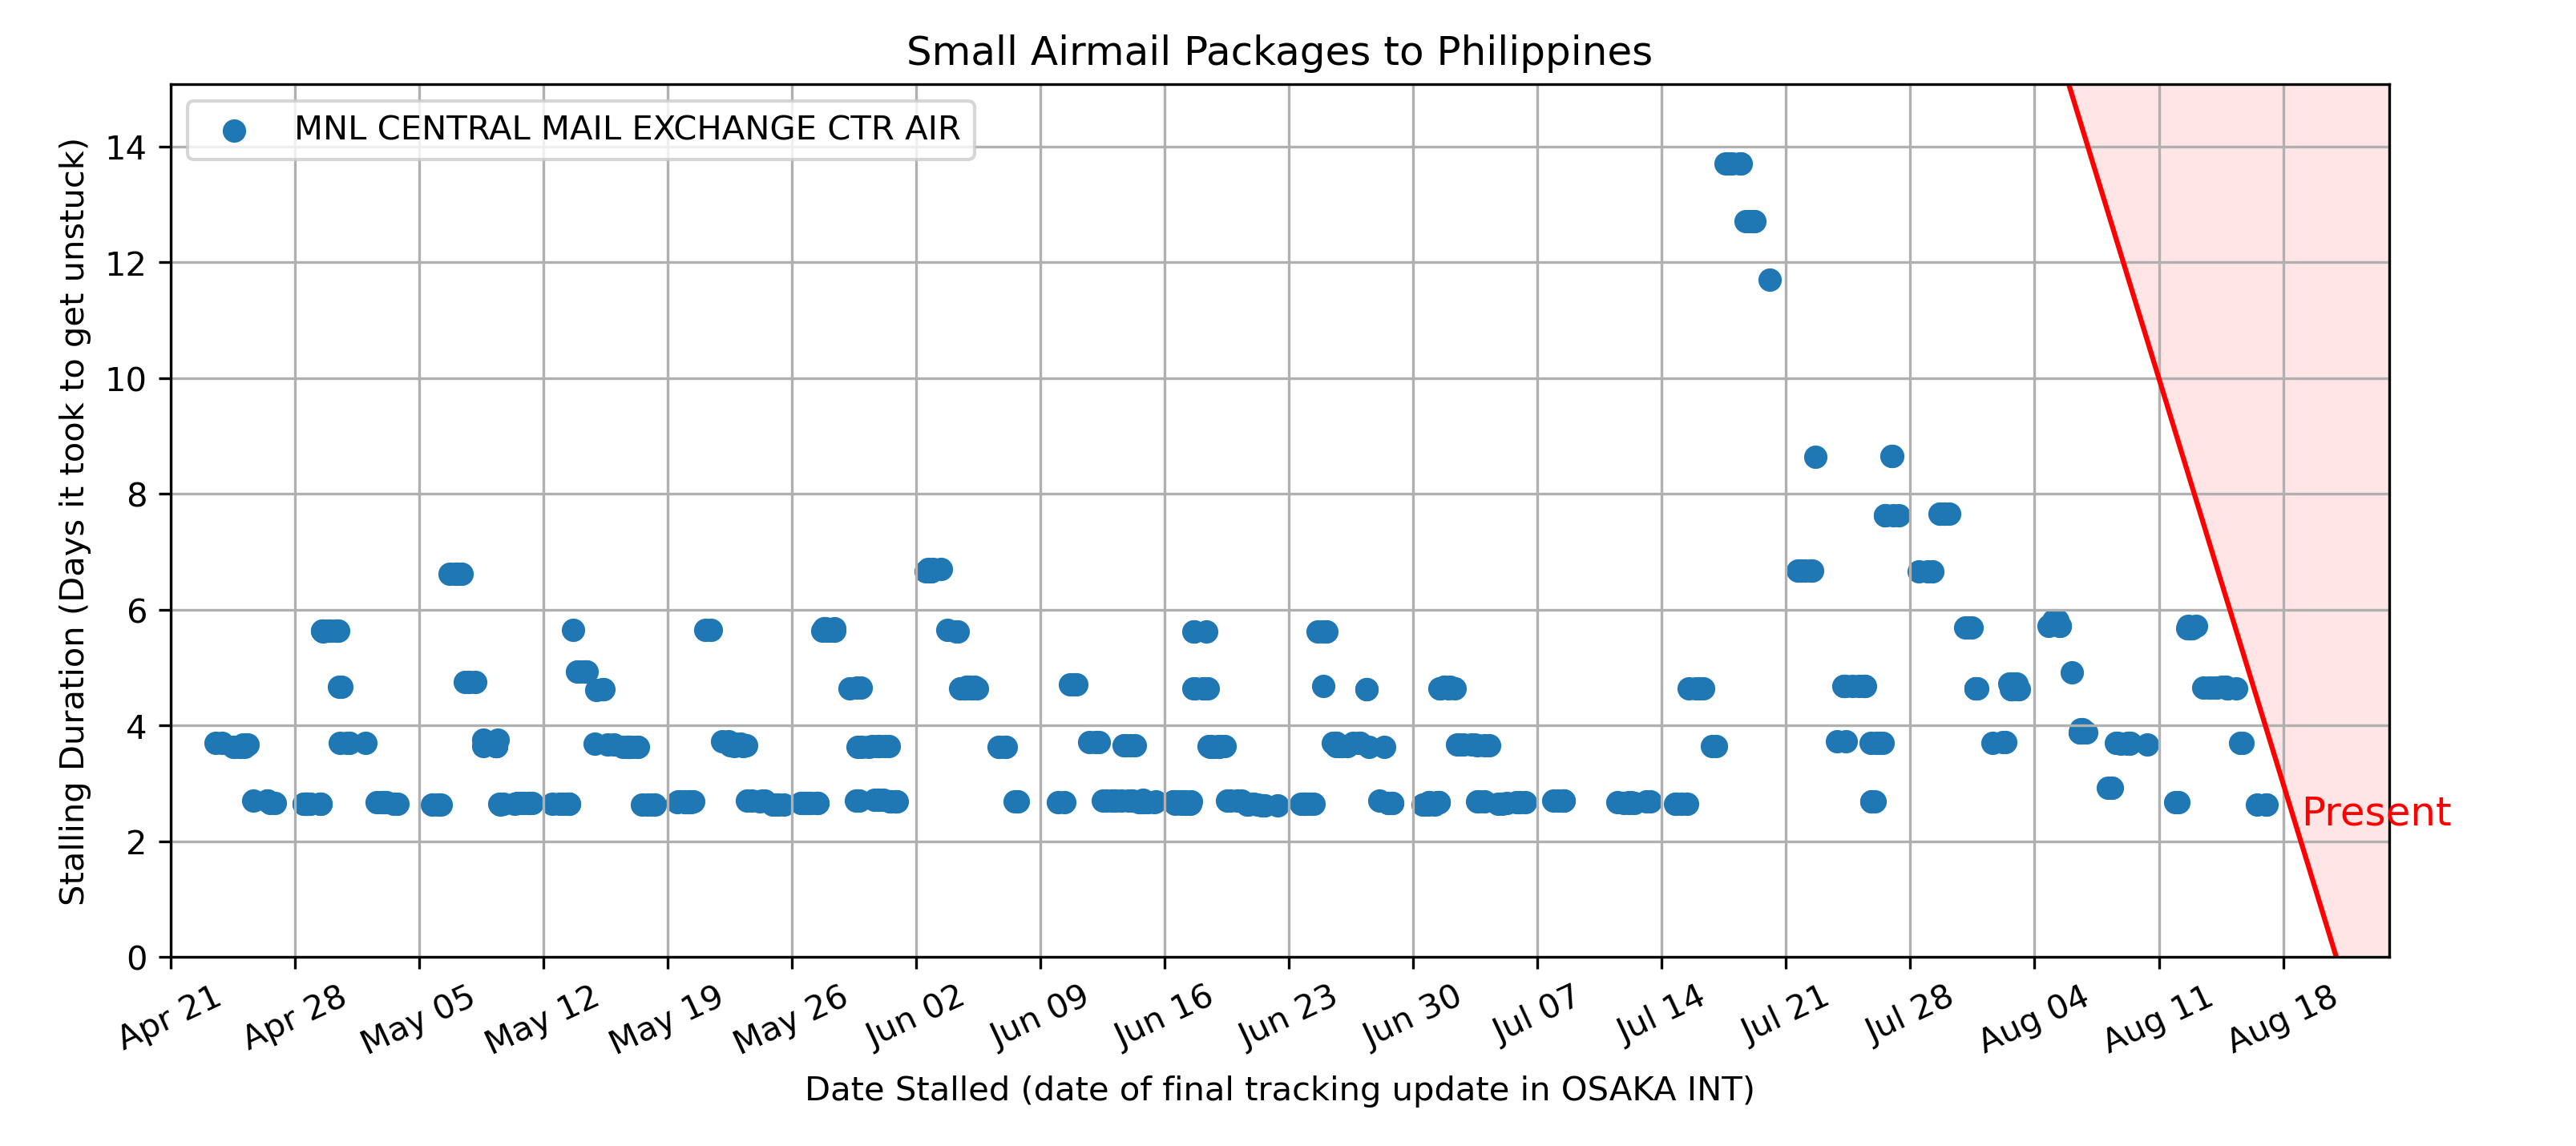 Small Airmail Packages to Philippines
MNL CENTRAL MAIL EXCHANGE CTR AIR
Stalling Duration (Days it took to get unstuck)
14
12
10
8
6
4
2
0
Present
Apr 21
Apr 28
May 05
May 12
May 19
May 26
Jun 02
Jun 09
Jun 16
Jun 23
Jun 30
Jul 07
Jul 14
Jul 21
Jul 28
Aug 04
Aug 11
Aug 18
Date Stalled (date of final tracking update in OSAKA INT)